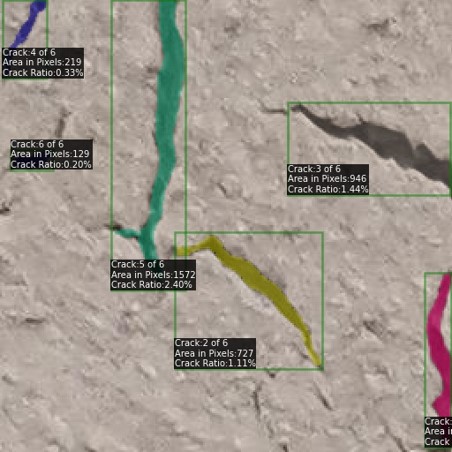 Crack:4 of 6
Area in Pixels:219
Crack Ratio:0.33%
Crack:6 of 6
Area in Pixels:129
Crack Ratio:0.20%
Crack:3 of 6
Area in Pixels:946
Crack Ratio:1.44%
Crack:5 of 6
Area in Pixels:1572
Crack Ratio:2.40%
Crack:2 of 6
Area in Pixels:727
Crack Ratio:1.11%
Crack:
Area i
Crack